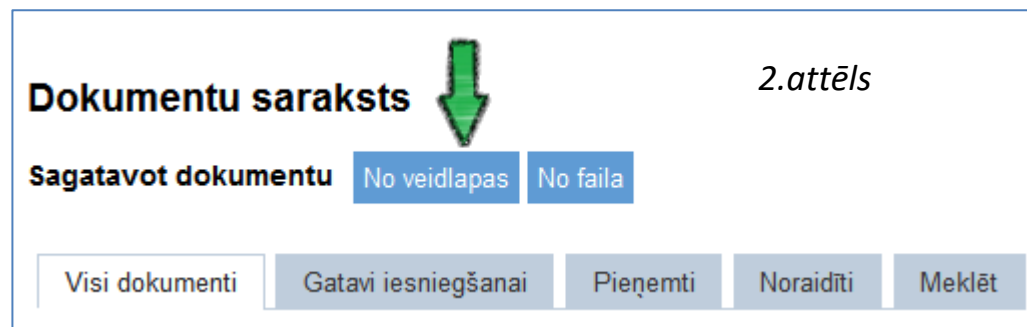 2.attēls
Dokumentu saraksts
Sagatavot dokumentu No veidlapas No faila
Visi dokumenti Gatavi iesniegšanai Pieņemti Noraidīti Meklēt